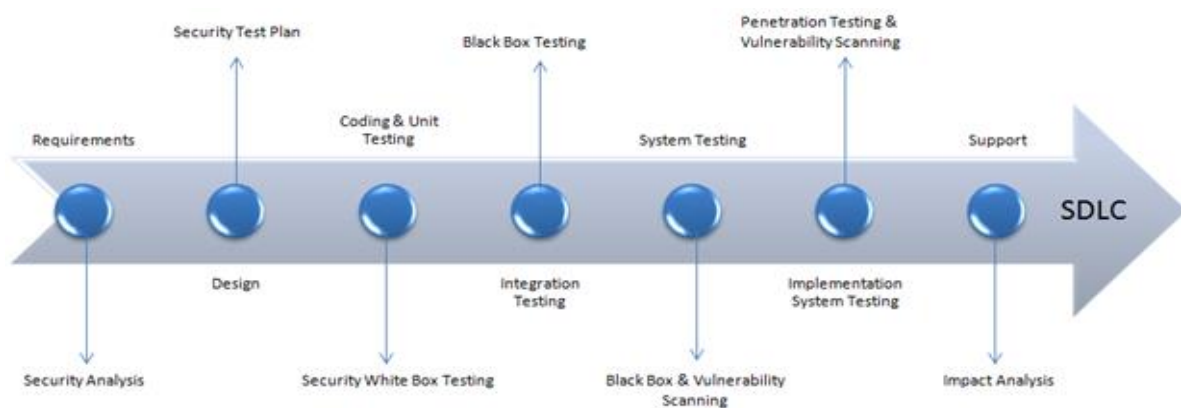 Security Test Plan
Black Box Testing
Penetration Testing &
Vulnerability Scanning
Requirements
Coding & Unit
Testing
System Testing
Support
SDLC
Design
Integration
Testing
Implementation
System Testing
Security Analysis
Security White Box Testing
Black Box & Vulnerability
Scanning
Impact Analysis